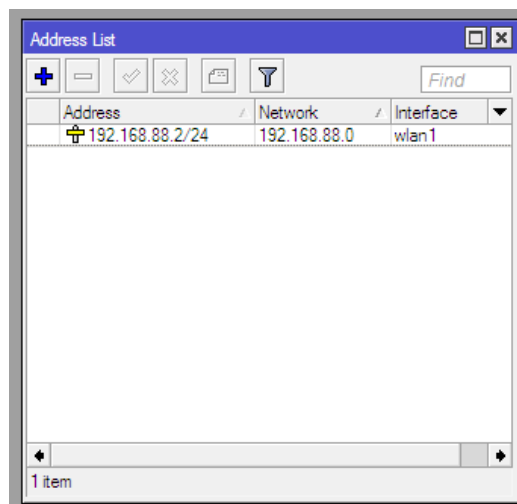 Address List
Find
Address Network Interface
192.168.88.2/24 192.168.88.0 wlan1
1 item